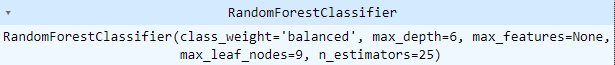 RandomForestClassifier
RandomForestClassifier(class_weight='balanced', max_depth=6, max_features=None,
max_leaf_nodes=9, n_estimators=25)